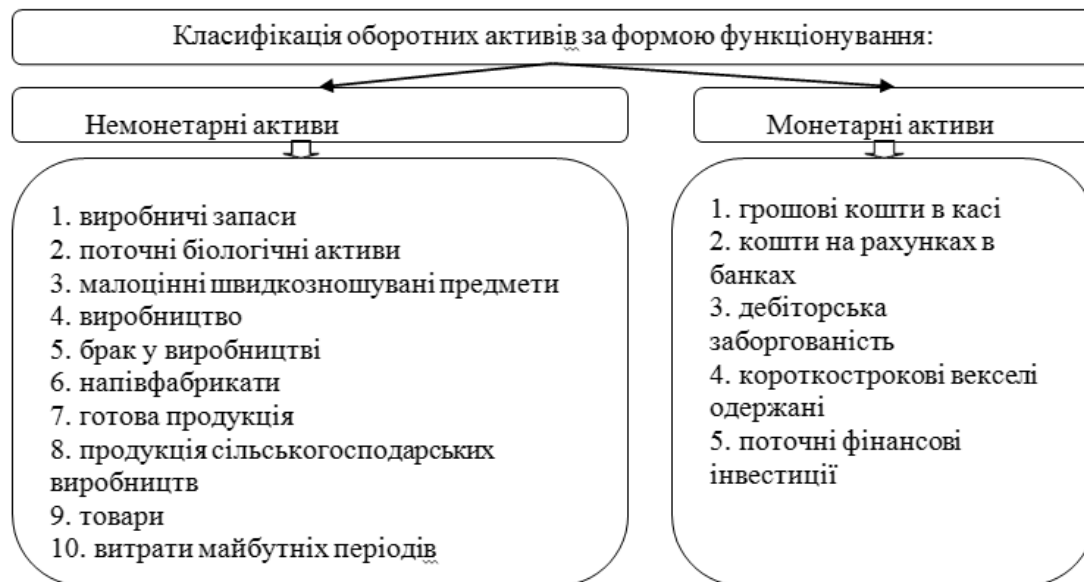 Класифікація оборотних активів за формою функціонування:
Немонетарні активи
1. виробничі запаси
2. поточні біологічні активи
3. малоцінні швидкозношувані предмети
4. виробництво
5. брак у виробництві
6. напівфабрикати
7. готова продукція
8. продукція сільськогосподарських
виробництв
9. товари
10. витрати майбутніх періодів
Монетарні активи
1. грошові кошти в касі
2. кошти на рахунках в
банках
3. дебіторська
заборгованість
4. короткострокові векселі
одержані
5. поточні фінансові
інвестиції